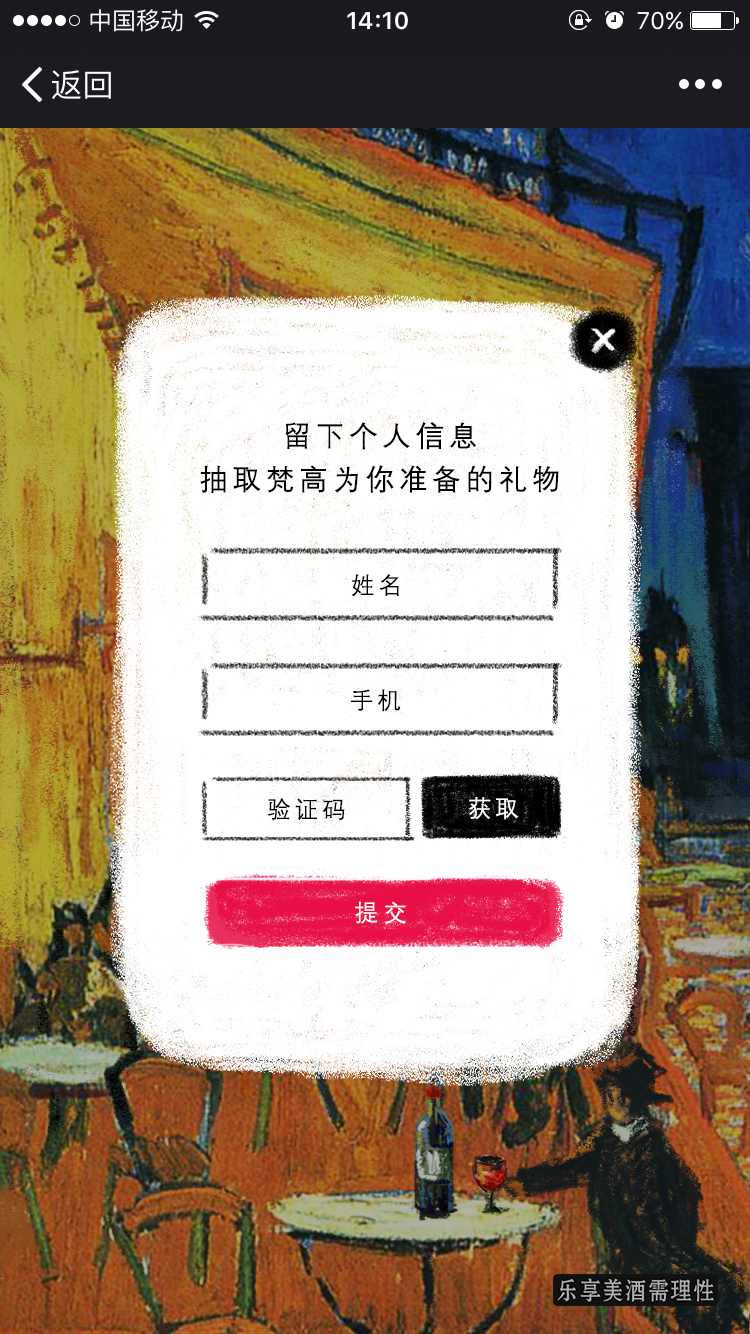 中国移动 14:10 70%
返回
留下个人信息
抽取梵高为你准备的礼物
姓名
手机
验证码 获取
提交
乐享美酒需理性